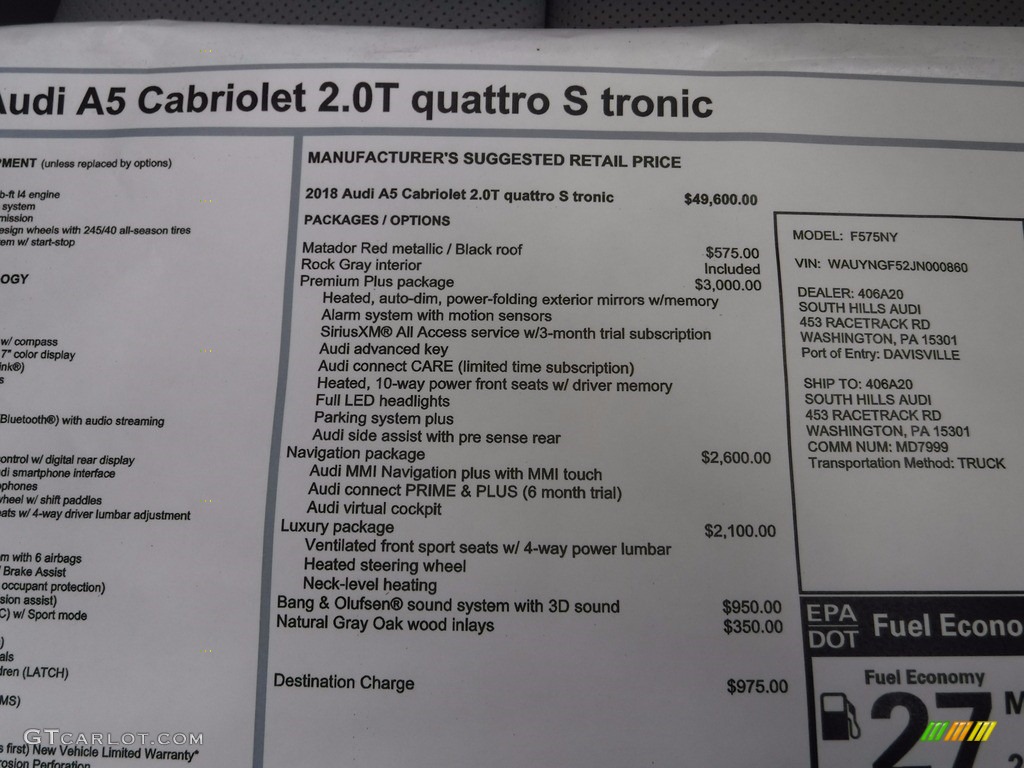 Audi A5 Cabriolet 2.0T quattro S tronic
(unless replaced by options)
I4 engine
system
wheels with 245/40 all-season tires
w/ start-stop
w/ compass
7" color display
Bluetooth®) with audio streaming
w/ digital rear display
smartphone interface
w/ shift paddles
w/ 4-way driver lumbar adjustment
with 6 airbags
Brake Assist
occupant protection)
assist)
w/ Sport mode
(LATCH)
first) New Vehicle Limited Warranty*
Perforation
MANUFACTURER'S SUGGESTED RETAIL PRICE
2018 Audi A5 Cabriolet 2.0T quattro S tronic $49,600.00
PACKAGES / OPTIONS
Matador Red metallic / Black roof $575.00
Rock Gray interior Included
Premium Plus package $3,000.00
Heated, auto-dim, power-folding exterior mirrors w/memory
Alarm system with motion sensors
SiriusXM® All Access service w/3-month trial subscription
Audi advanced key
Audi connect CARE (limited time subscription)
Heated, 10-way power front seats w/ driver memory
Full LED headlights
Parking system plus
Audi side assist with pre sense rear
Navigation package $2,600.00
Audi MMI Navigation plus with MMI touch
Audi connect PRIME & PLUS (6 month trial)
Audi virtual cockpit
Luxury package $2,100.00
Ventilated front sport seats w/ 4-way power lumbar
Heated steering wheel
Neck-level heating
Bang & Olufsen® sound system with 3D sound $950.00
Natural Gray Oak wood inlays $350.00
Destination Charge $975.00
MODEL: F575NY
VIN: WAUYNGF52JN000860
DEALER: 406A20
SOUTH HILLS AUDI
453 RACETRACK RD
WASHINGTON, PA 15301
Port of Entry: DAVISVILLE
SHIP TO: 406A20
SOUTH HILLS AUDI
453 RACETRACK RD
WASHINGTON, PA 15301
COMM NUM: MD7999
Transportation Method: TRUCK
EPA
DOT
Fuel Econo
Fuel Economy
27
GTCARLOT.COM